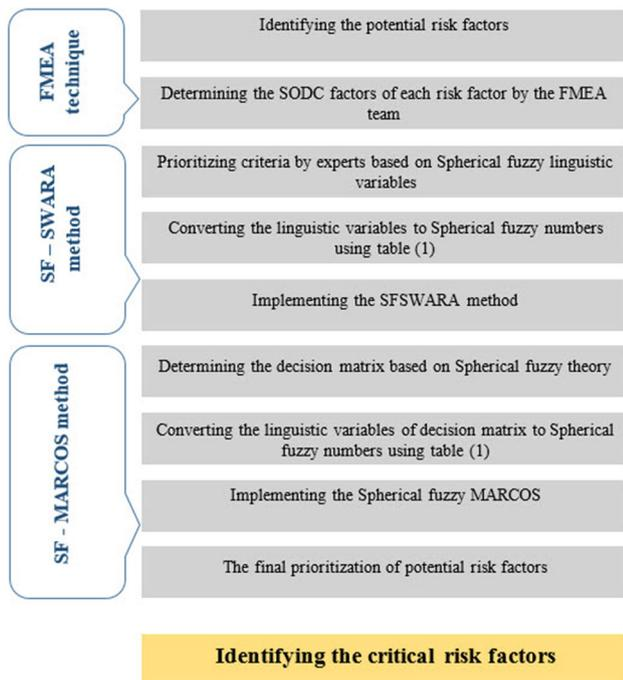 FMEA
technique
Identifying the potential risk factors
Determining the SODC factors of each risk factor by the FMEA
team
SF – SWARA
method
Prioritizing criteria by experts based on Spherical fuzzy linguistic
variables
Converting the linguistic variables to Spherical fuzzy numbers
using table (1)
Implementing the SFSWARA method
SF - MARCOS method
Determining the decision matrix based on Spherical fuzzy theory
Converting the linguistic variables of decision matrix to Spherical
fuzzy numbers using table (1)
Implementing the Spherical fuzzy MARCOS
The final prioritization of potential risk factors
Identifying the critical risk factors